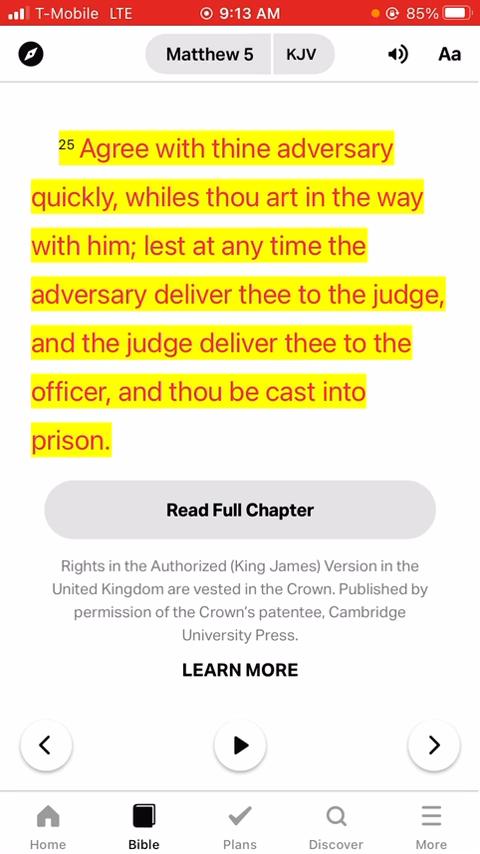 T-Mobile LTE 9:13 AM 85%
Matthew 5 KJV Aa
25 Agree with thine adversary
quickly, whiles thou art in the way
with him; lest at any time the
adversary deliver thee to the judge,
and the judge deliver thee to the
officer, and thou be cast into
prison.
Read Full Chapter
Rights in the Authorized (King James) Version in the
United Kingdom are vested in the Crown. Published by
permission of the Crown’s patentee, Cambridge
University Press.
LEARN MORE
Home Bible Plans Discover More